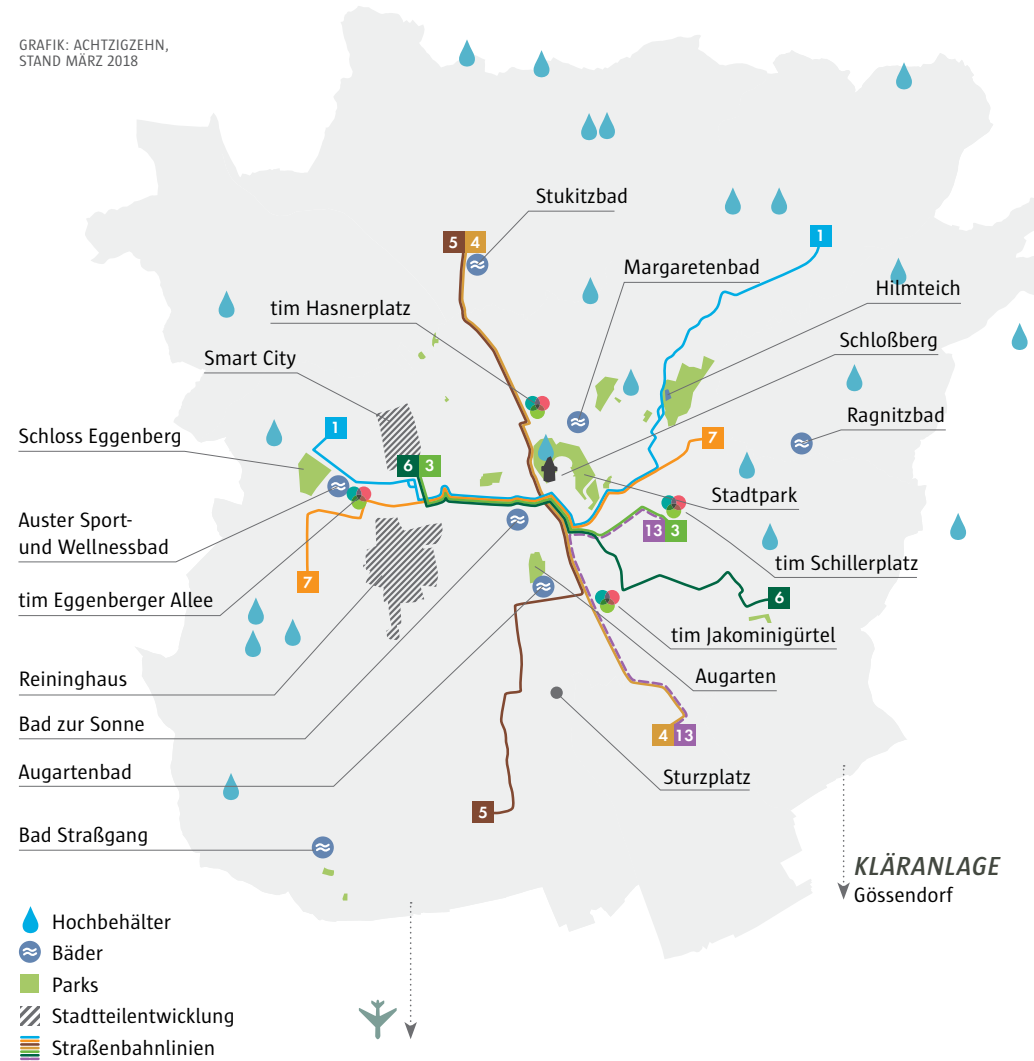 GRAFIK: ACHTZIGZEHN,
STAND MÄRZ 2018
Stukitzbad
5 4
1
Margaretenbad
Hilmteich
tim Hasnerplatz
Schloßberg
Smart City
Ragnitzbad
Schloss Eggenberg
1
7
6 3
Stadtpark
Auster Sport-
und Wellnessbad
13 3
tim Schillerplatz
7
tim Eggenberger Allee
6
tim Jakominigürtel
Reininghaus
Augarten
Bad zur Sonne
4 13
Augartenbad
Sturzplatz
5
Bad Straßgang
KLÄRANLAGE
Gössendorf
Hochbehälter
Bäder
Parks
Stadtteilentwicklung
Straßenbahnlinien